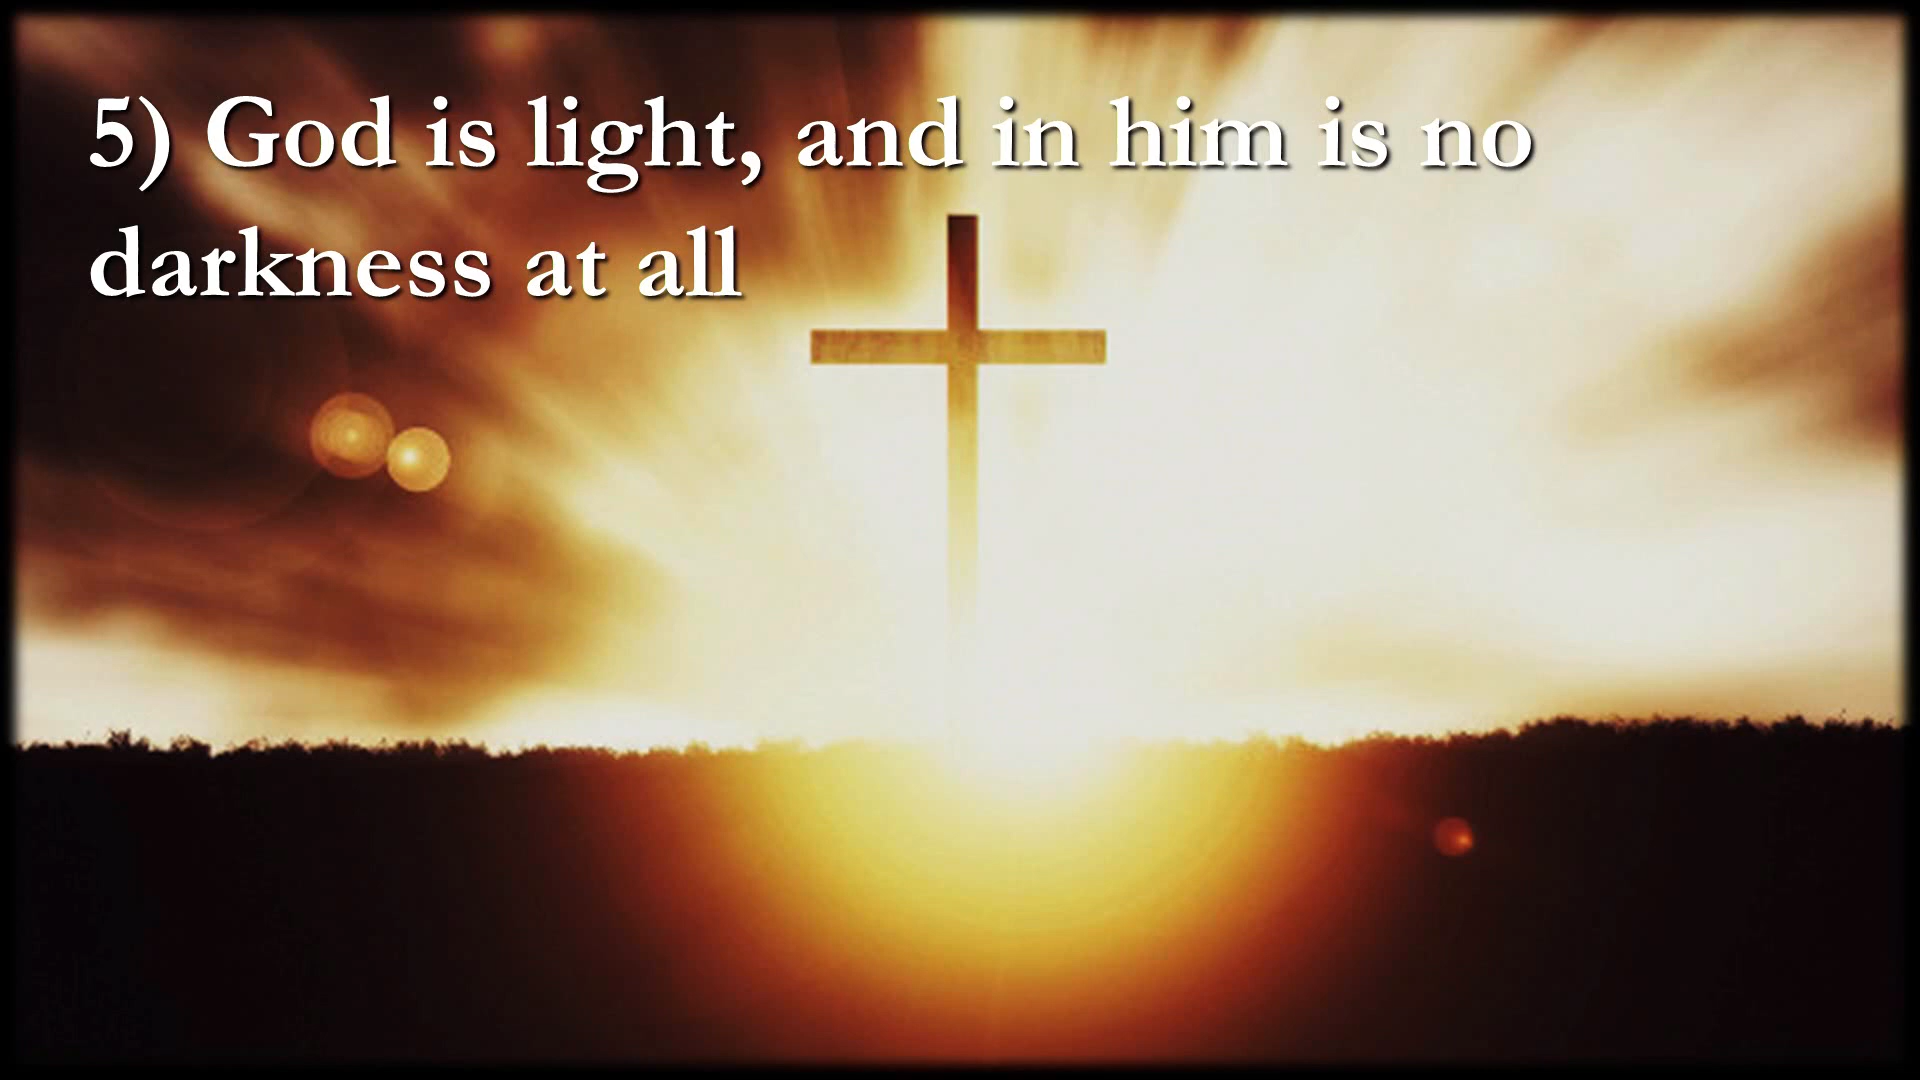 5) God is light, and in him is no
darkness at all